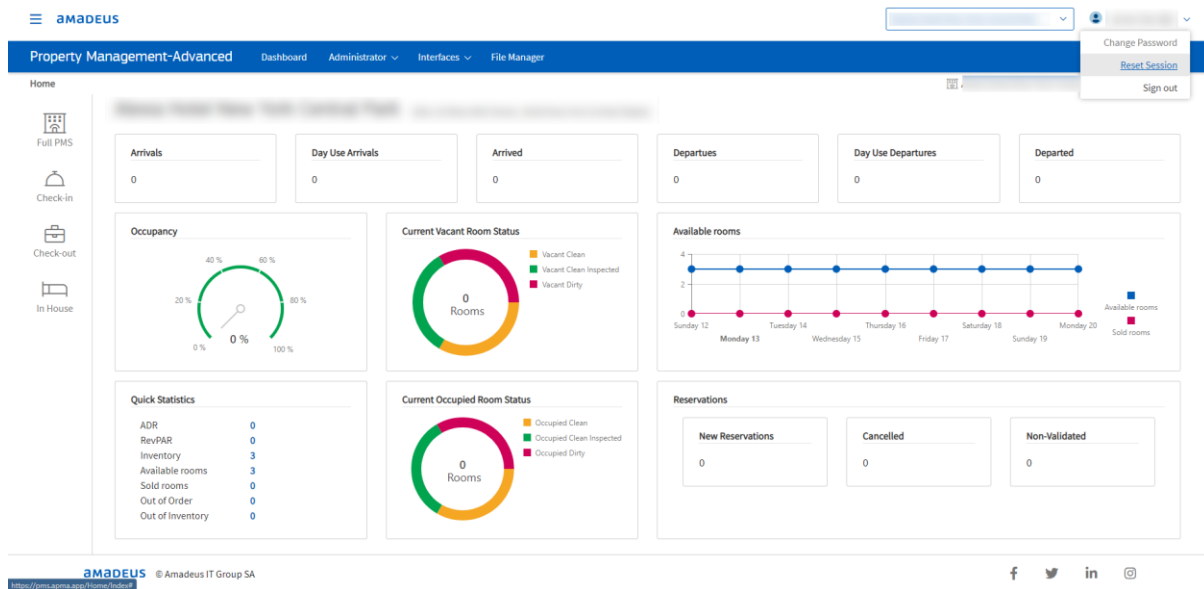 amadeus
Change Password
Reset Session
Sign out
Property Management-Advanced Dashboard Administrator Interfaces File Manager
Home
Full PMS
Check-in
Check-out
In House
Arrivals
0
Day Use Arrivals
0
Arrived
0
Departues
0
Day Use Departures
0
Departed
0
Occupancy
40 %
60 %
20 %
80 %
0 %
0 %
100 %
Current Vacant Room Status
0
Rooms
Vacant Clean
Vacant Clean Inspected
Vacant Dirty
Available rooms
4
2
0
Sunday 12
Monday 13
Tuesday 14
Wednesday 15
Thursday 16
Friday 17
Saturday 18
Sunday 19
Monday 20
Available rooms
Sold rooms
Quick Statistics
ADR 0
RevPAR 0
Inventory 3
Available rooms 3
Sold rooms 0
Out of Order 0
Out of Inventory 0
Current Occupied Room Status
0
Rooms
Occupied Clean
Occupied Clean Inspected
Occupied Dirty
Reservations
New Reservations
0
Cancelled
0
Non-Validated
0
amadeus © Amadeus IT Group SA
https://pms.apma.app/Home/Index#